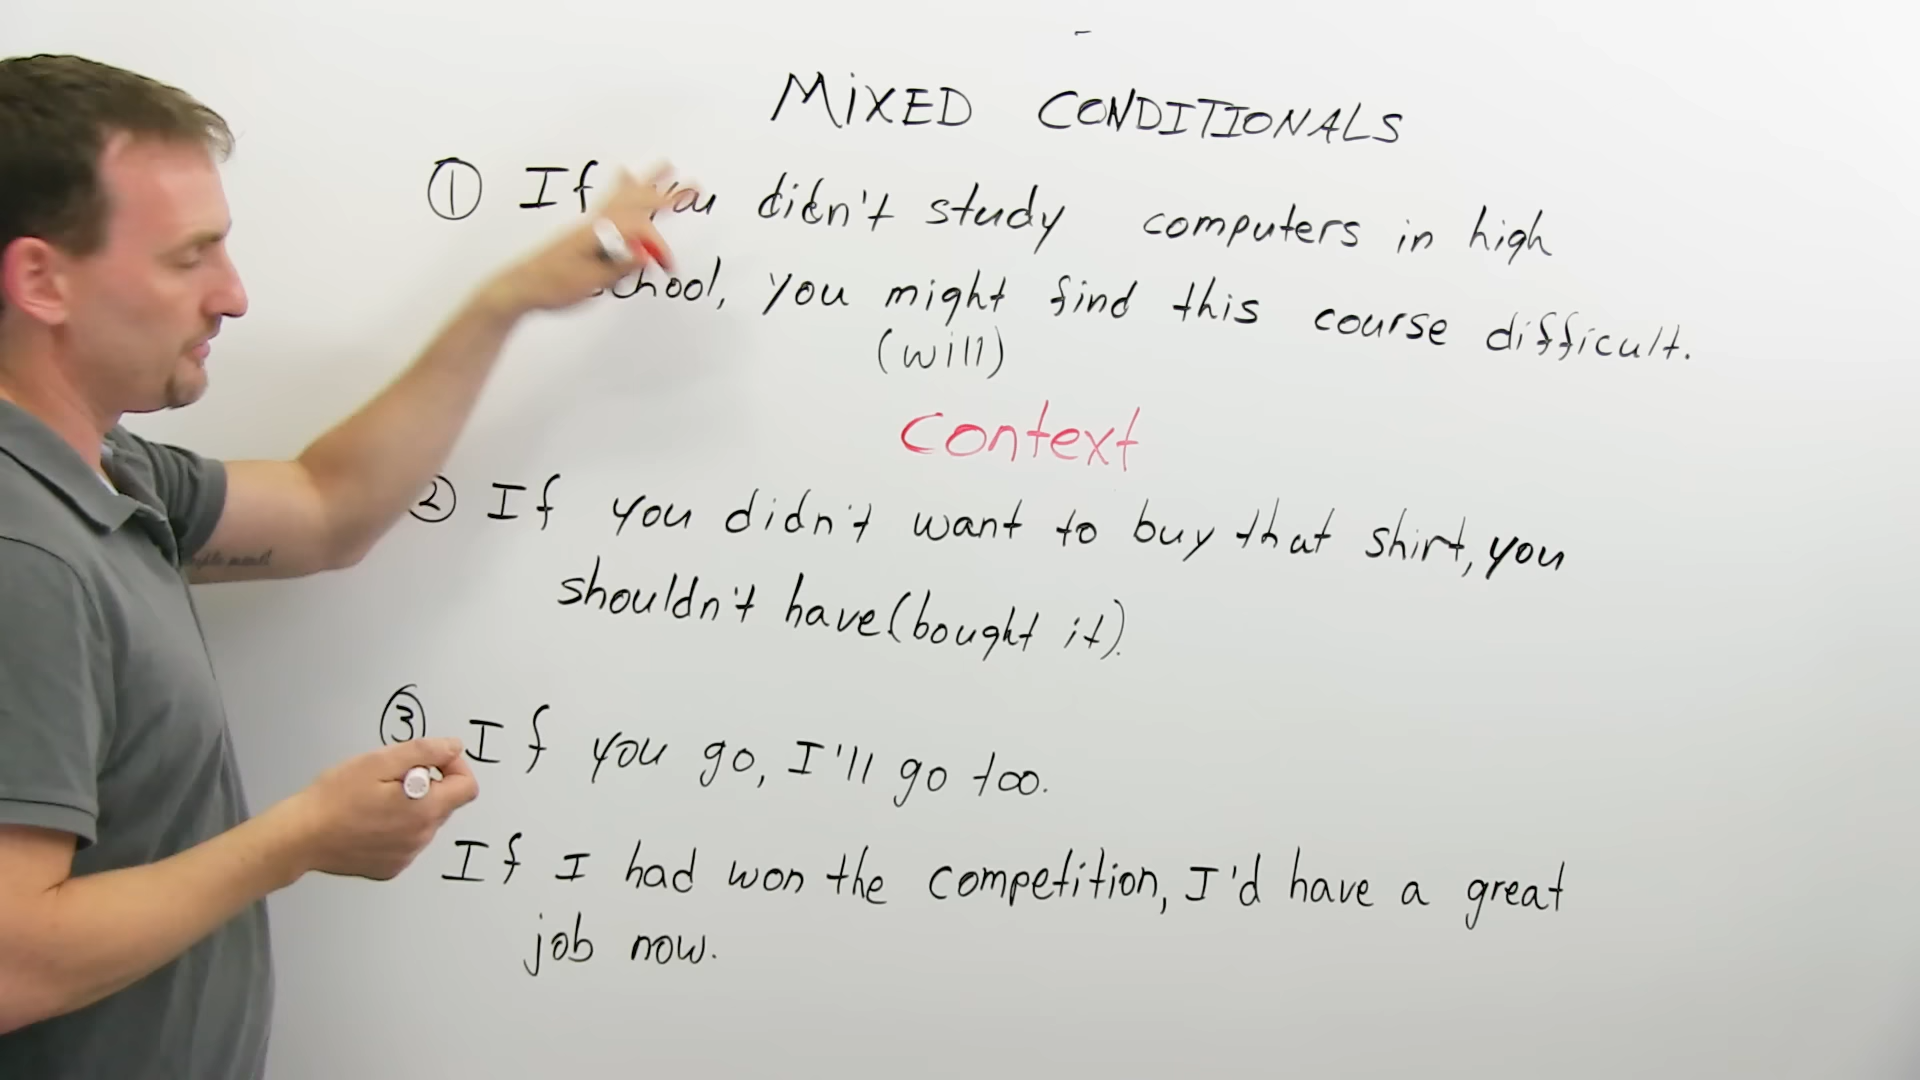 MIXED CONDITIONALS
① If you didn't study computers in high
school, you might find this course difficult.
(will)
context
② If you didn't want to buy that shirt, you
shouldn't have (bought it).
③ If you go, I'll go too.
If I had won the competition, I'd have a great
job now.